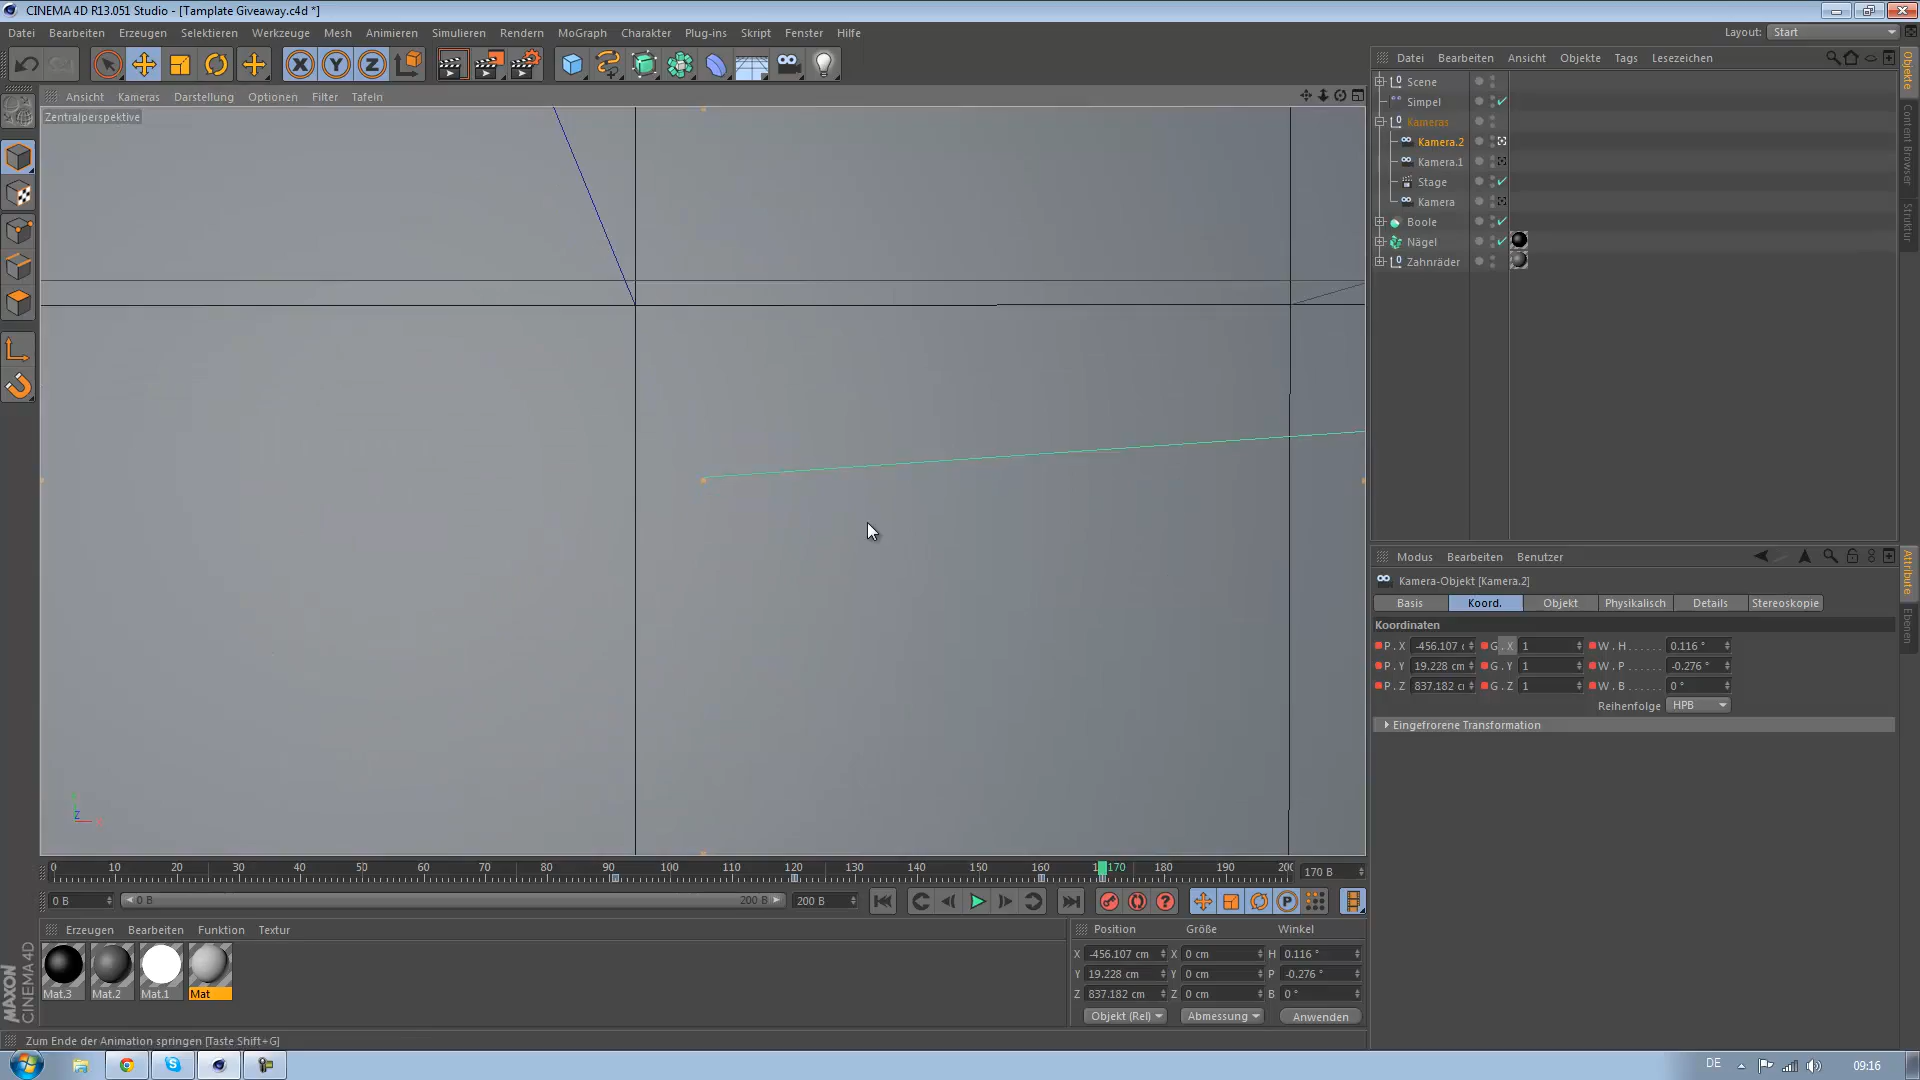 CINEMA 4D R13.051 Studio - [Tamplate Giveaway.c4d *]
Datei Bearbeiten Erzeugen Selektieren Werkzeuge Mesh Animieren Simulieren Rendern MoGraph Charakter Plug-ins Skript Fenster Hilfe Layout: Start
Ansicht Kameras Darstellung Optionen Filter Tafeln
Zentralperspektive
Datei Bearbeiten Ansicht Objekte Tags Lesezeichen
Scene
Simpel
Kameras
Kamera.2
Kamera.1
Stage
Kamera
Boole
Nägel
Zahnräder
Objekte
Content Browser
Struktur
Modus Bearbeiten Benutzer
Kamera-Objekt [Kamera.2]
Basis Koord. Objekt Physikalisch Details Stereoskopie
Koordinaten
P . X -456.107 c G . X 1 W . H . . . . . . 0.116 °
P . Y 19.228 cm G . Y 1 W . P . . . . . . -0.276 °
P . Z 837.182 cm G . Z 1 W . B . . . . . . 0 °
Reihenfolge HPB
Eingefrorene Transformation
Attribute
Ebenen
Z
0 10 20 30 40 50 60 70 80 90 100 110 120 130 140 150 160 170 180 190 200 170 B
0 B 0 B 200 B 200 B
Erzeugen Bearbeiten Funktion Textur
Mat.3 Mat.2 Mat.1 Mat
Position Größe Winkel
X -456.107 cm X 0 cm H 0.116 °
Y 19.228 cm Y 0 cm P -0.276 °
Z 837.182 cm Z 0 cm B 0 °
Objekt (Rel) Abmessung Anwenden
MAXON
CINEMA 4D
Zum Ende der Animation springen [Taste Shift+G]
DE 09:16